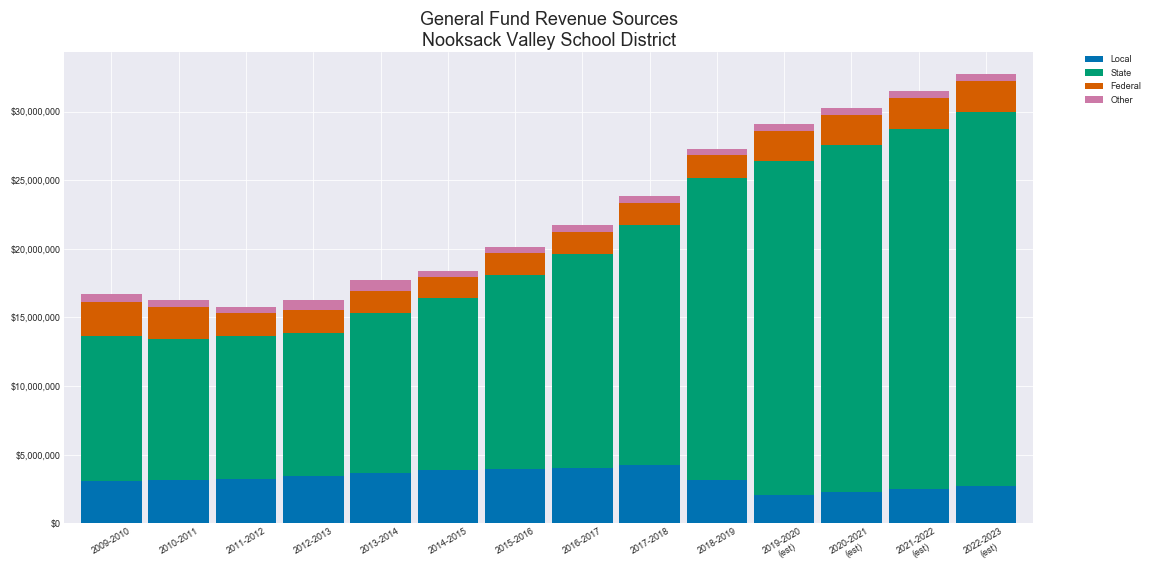 General Fund Revenue Sources
Nooksack Valley School District
Local
State
Federal
Other
$30,000,000
$25,000,000
$20,000,000
$15,000,000
$10,000,000
$5,000,000
$0
2009-2010
2010-2011
2011-2012
2012-2013
2013-2014
2014-2015
2015-2016
2016-2017
2017-2018
2018-2019
2019-2020
(est)
2020-2021
(est)
2021-2022
(est)
2022-2023
(est)